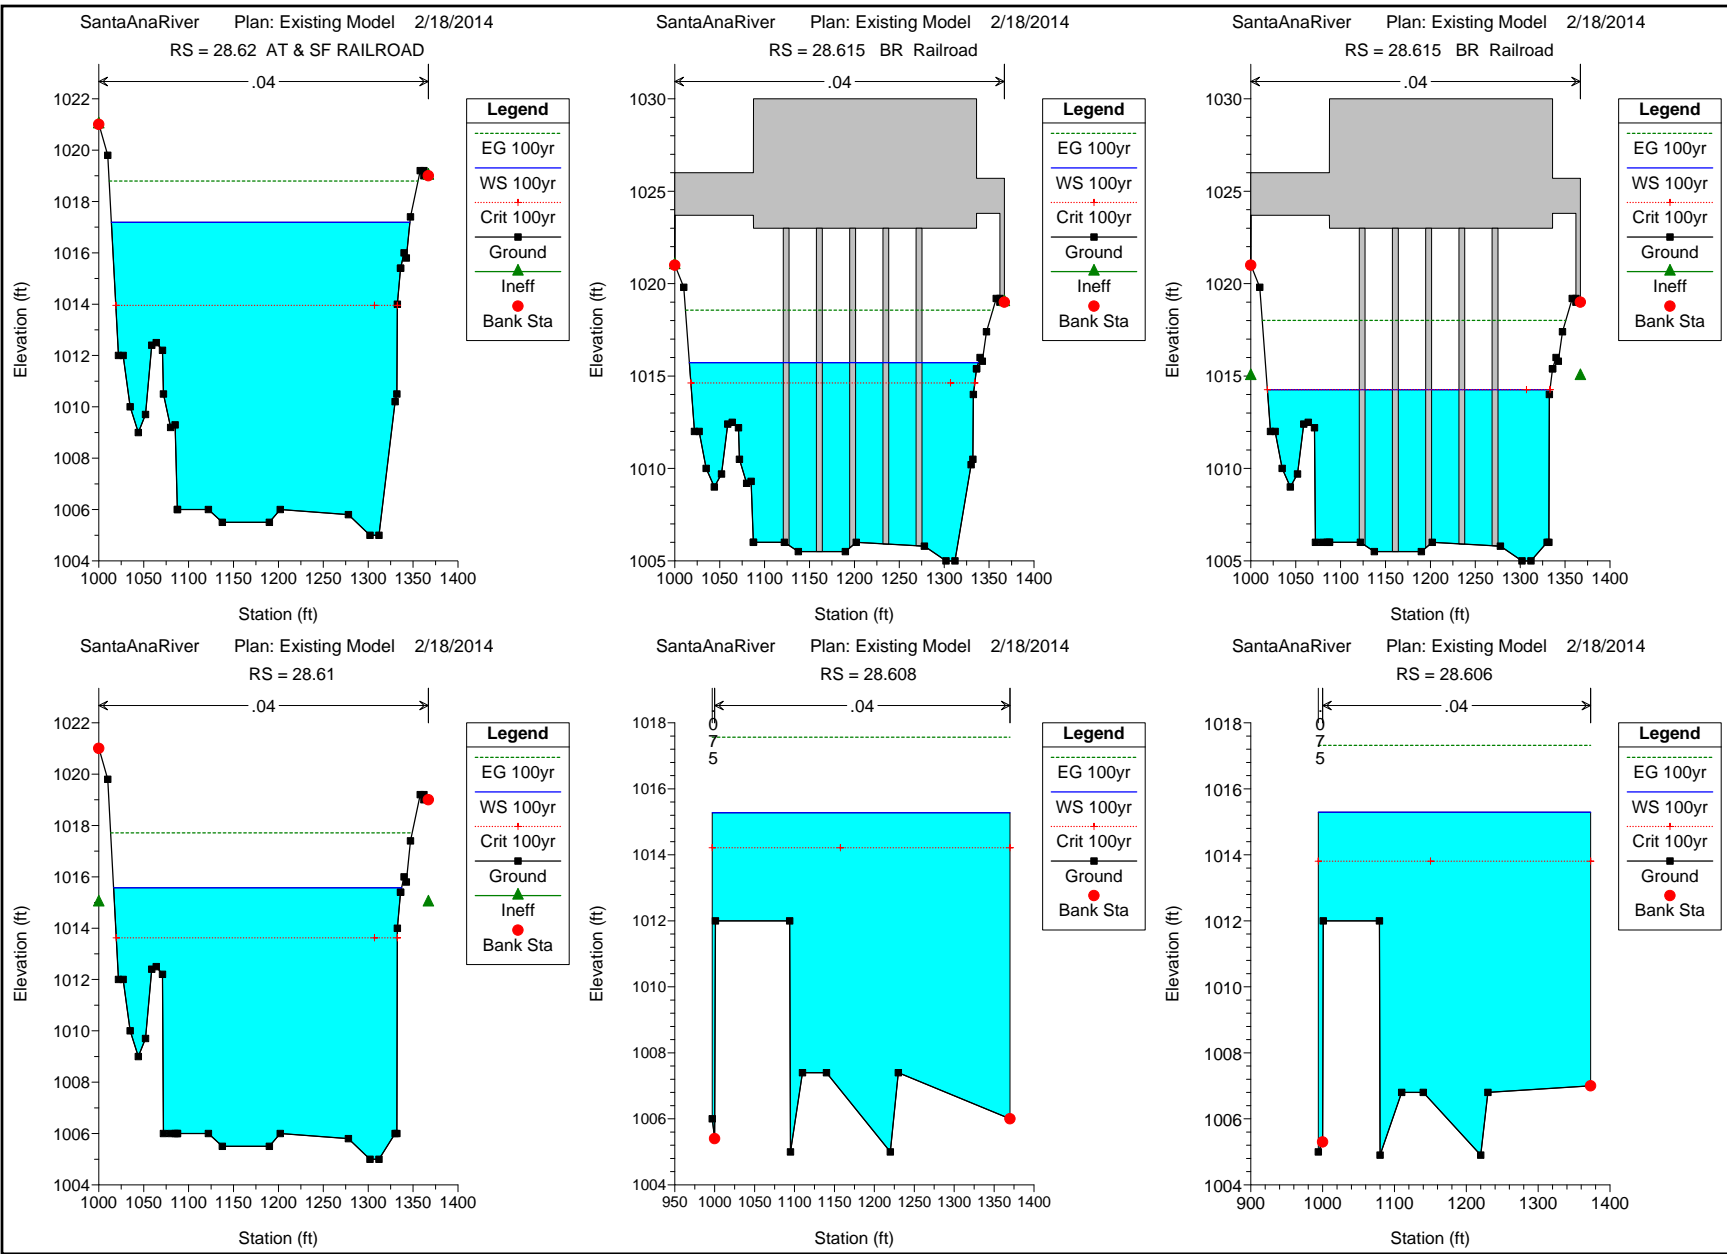 SantaAnaRiver Plan: Existing Model 2/18/2014
RS = 28.62 AT & SF RAILROAD
.04
1022
1020
1018
1016
1014
1012
1010
1008
1006
1004
1000 1050 1100 1150 1200 1250 1300 1350 1400
Station (ft)
Elevation (ft)
Legend
EG 100yr
WS 100yr
Crit 100yr
Ground
Bank Sta
Ineff
SantaAnaRiver Plan: Existing Model 2/18/2014
RS = 28.615 BR Railroad
.04
1030
1025
1020
1015
1010
1005
1000 1050 1100 1150 1200 1250 1300 1350 1400
Station (ft)
Elevation (ft)
Legend
EG 100yr
WS 100yr
Crit 100yr
Ground
Ineff
Bank Sta
SantaAnaRiver Plan: Existing Model 2/18/2014
RS = 28.615 BR Railroad
.04
1030
1025
1020
1015
1010
1005
1000 1050 1100 1150 1200 1250 1300 1350 1400
Station (ft)
Elevation (ft)
Legend
EG 100yr
WS 100yr
Crit 100yr
Ground
Ineff
Bank Sta
SantaAnaRiver Plan: Existing Model 2/18/2014
RS = 28.61
.04
1022
1020
1018
1016
1014
1012
1010
1008
1006
1004
1000 1050 1100 1150 1200 1250 1300 1350 1400
Station (ft)
Elevation (ft)
Legend
EG 100yr
WS 100yr
Crit 100yr
Ground
Ineff
Bank Sta
SantaAnaRiver Plan: Existing Model 2/18/2014
RS = 28.608
.075
.04
1018
1016
1014
1012
1010
1008
1006
1004
950 1000 1050 1100 1150 1200 1250 1300 1350 1400
Station (ft)
Elevation (ft)
Legend
EG 100yr
WS 100yr
Crit 100yr
Ground
Bank Sta
SantaAnaRiver Plan: Existing Model 2/18/2014
RS = 28.606
.075
.04
1018
1016
1014
1012
1010
1008
1006
1004
900 1000 1100 1200 1300 1400
Station (ft)
Elevation (ft)
Legend
EG 100yr
WS 100yr
Crit 100yr
Ground
Bank Sta